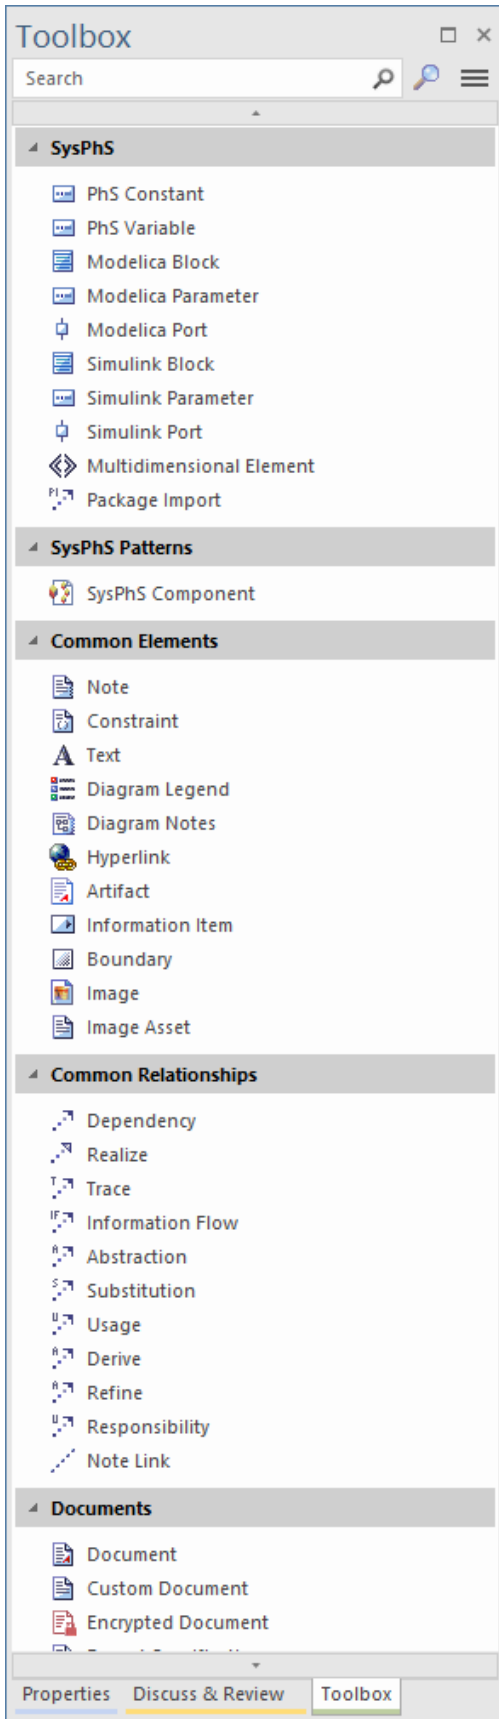 Toolbox
Search
SysPhS
PhS Constant
PhS Variable
Modelica Block
Modelica Parameter
Modelica Port
Simulink Block
Simulink Parameter
Simulink Port
Multidimensional Element
Package Import
SysPhS Patterns
SysPhS Component
Common Elements
Note
Constraint
Text
Diagram Legend
Diagram Notes
Hyperlink
Artifact
Information Item
Boundary
Image
Image Asset
Common Relationships
Dependency
Realize
Trace
Information Flow
Abstraction
Substitution
Usage
Derive
Refine
Responsibility
Note Link
Documents
Document
Custom Document
Encrypted Document
Properties Discuss & Review Toolbox